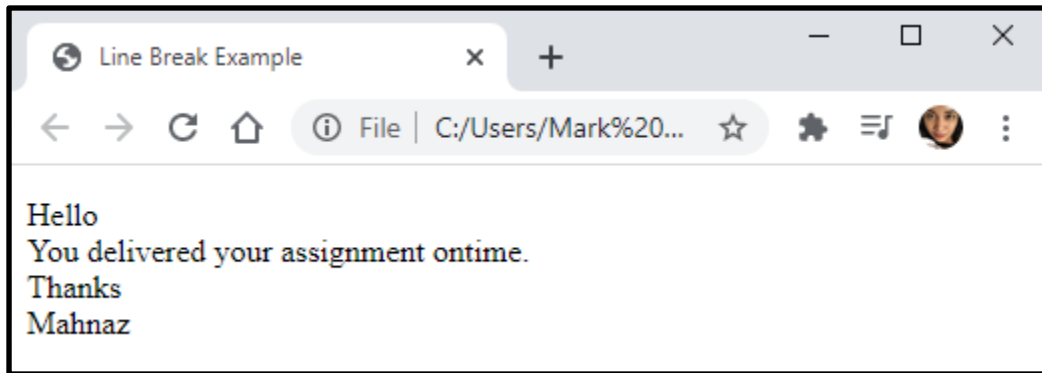 Line Break Example
File C:/Users/Mark%20...
Hello
You delivered your assignment ontime.
Thanks
Mahnaz